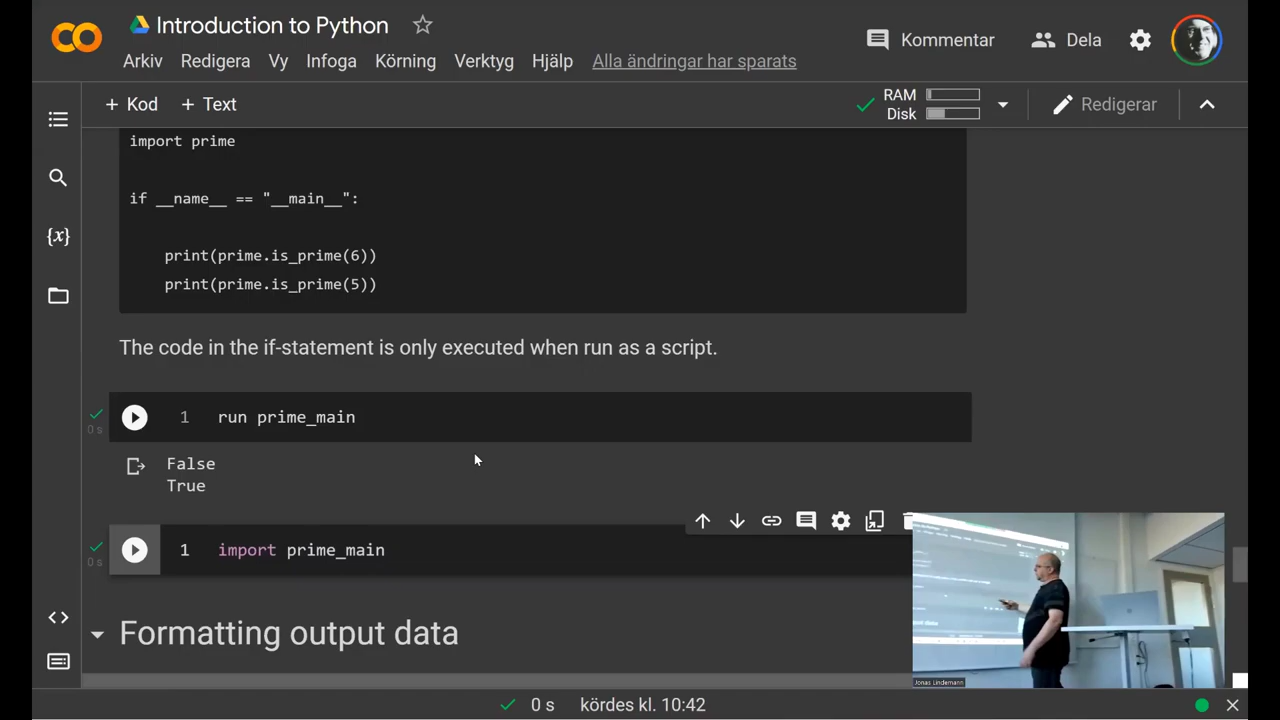 Introduction to Python
Kommentar
Dela
Arkiv Redigera Vy Infoga Körning Verktyg Hjälp Alla ändringar har sparats
+ Kod + Text
RAM
Disk
Redigerar
import prime
if __name__ == "__main__":
print(prime.is_prime(6))
print(prime.is_prime(5))
The code in the if-statement is only executed when run as a script.
1 run prime_main
0 s
False
True
1 import prime_main
0 s
Formatting output data
Jonas Lindemann
0 s kördes kl. 10:42